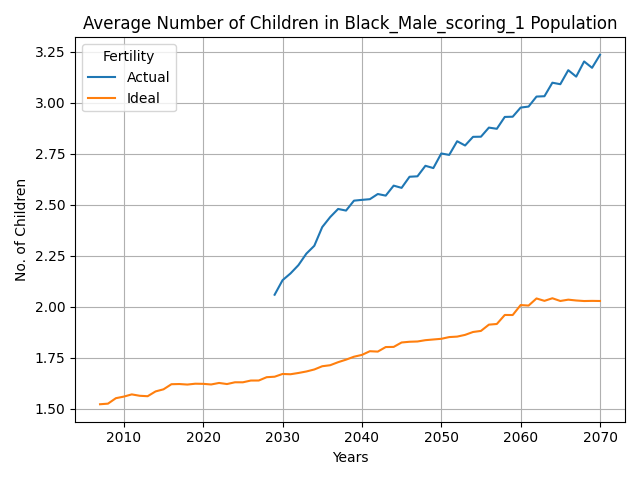 Average Number of Children in Black_Male_scoring_1 Population
Fertility
Actual
Ideal
No. of Children
3.25
3.00
2.75
2.50
2.25
2.00
1.75
1.50
2010 2020 2030 2040 2050 2060 2070
Years